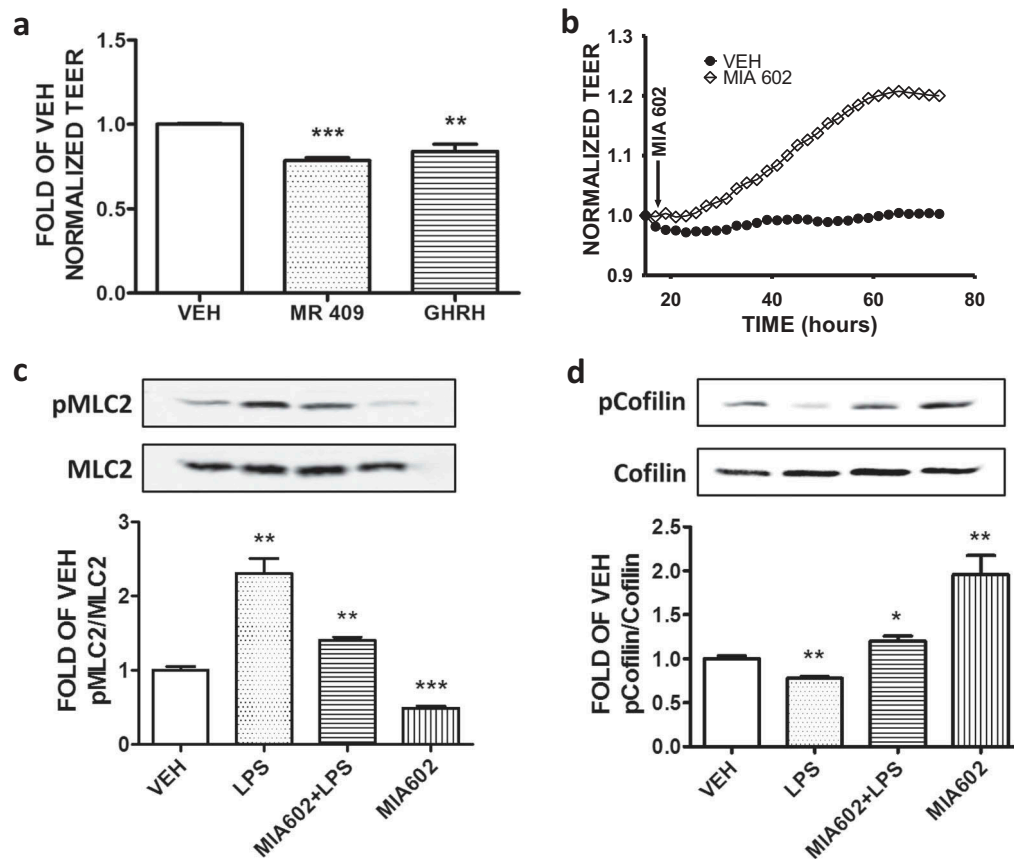 a
FOLD OF VEH
NORMALIZED TEER
1.5
1.0
0.5
0.0
***
**
VEH
MR 409
GHRH
b
NORMALIZED TEER
1.3
1.2
1.1
1.0
0.9
VEH
MIA 602
MIA 602
20
40
60
80
TIME (hours)
c
pMLC2
MLC2
FOLD OF VEH
pMLC2/MLC2
3
2
1
0
**
**
***
VEH
LPS
MIA602+LPS
MIA602
d
pCofilin
Cofilin
FOLD OF VEH
pCofilin/Cofilin
2.5
2.0
1.5
1.0
0.5
0.0
**
*
**
VEH
LPS
MIA602+LPS
MIA602